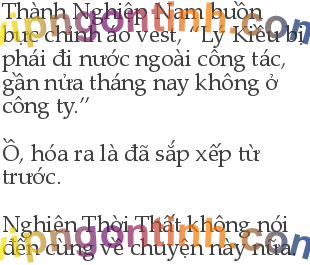 Thành Nghiệp Nam buồn
bực chỉnh áo vest, “Lý Kiều bị
phái đi nước ngoài công tác,
gần nửa tháng nay không ở
công ty.”
Ồ, hóa ra là đã sắp xếp từ
trước.
Nghiên Thời Thất không nói
đến cùng về chuyện này nữa